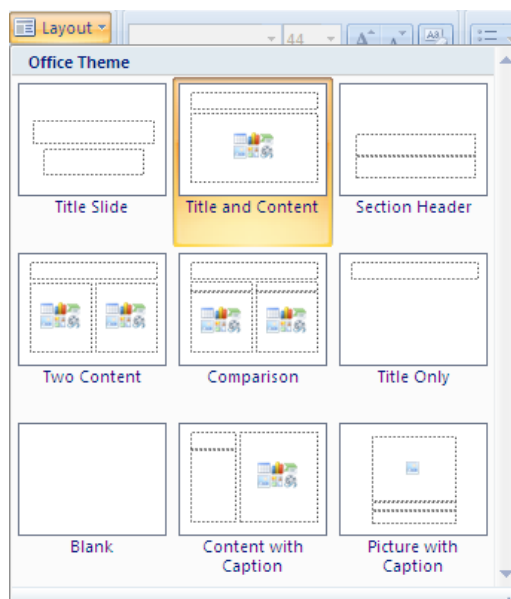 Layout
44
A A Aa
Office Theme
Title Slide
Title and Content
Section Header
Two Content
Comparison
Title Only
Blank
Content with
Caption
Picture with
Caption